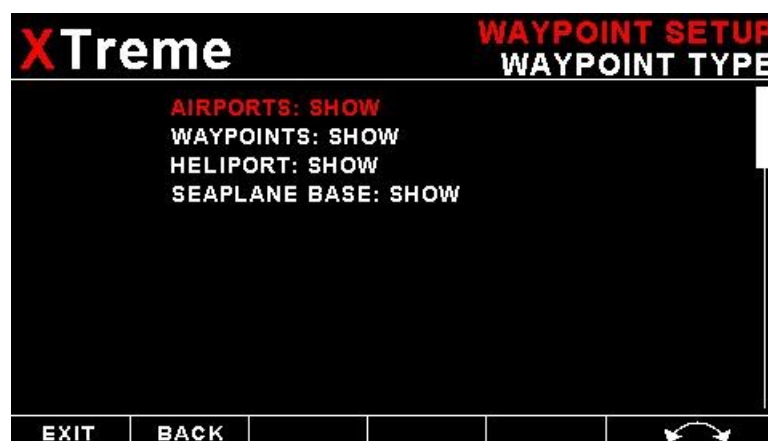 XTreme
WAYPOINT SETUP
WAYPOINT TYPE
AIRPORTS: SHOW
WAYPOINTS: SHOW
HELIPORT: SHOW
SEAPLANE BASE: SHOW
EXIT BACK